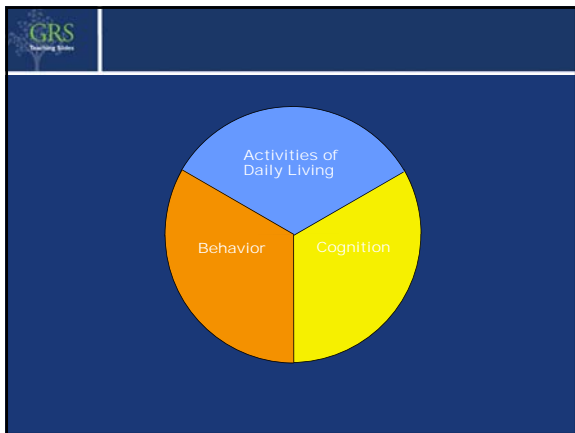 GRS
Teaching Slides
Activities of
Daily Living
Behavior
Cognition